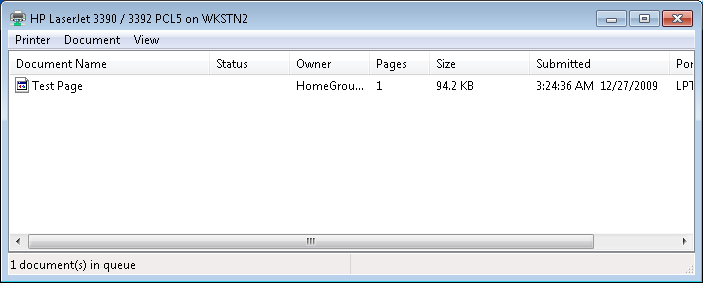 HP LaserJet 3390 / 3392 PCL5 on WKSTN2
Printer Document View
Document Name Status Owner Pages Size Submitted Por
Test Page HomeGrou... 1 94.2 KB 3:24:36 AM 12/27/2009 LPT
1 document(s) in queue